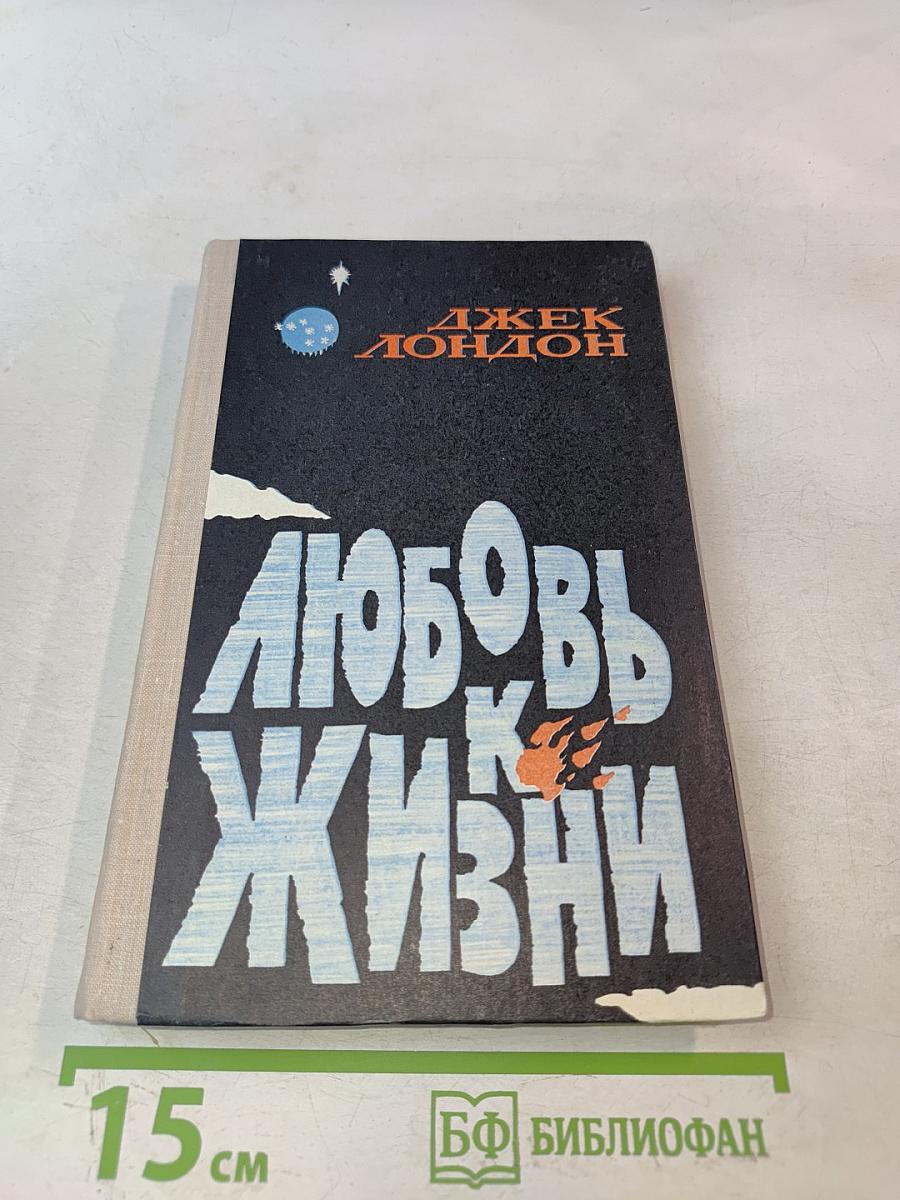 ДЖЕК
ЛОНДОН
ЛЮБОВЬ
К
ЖИЗНИ
15 см
БФ БИБЛИОФАН